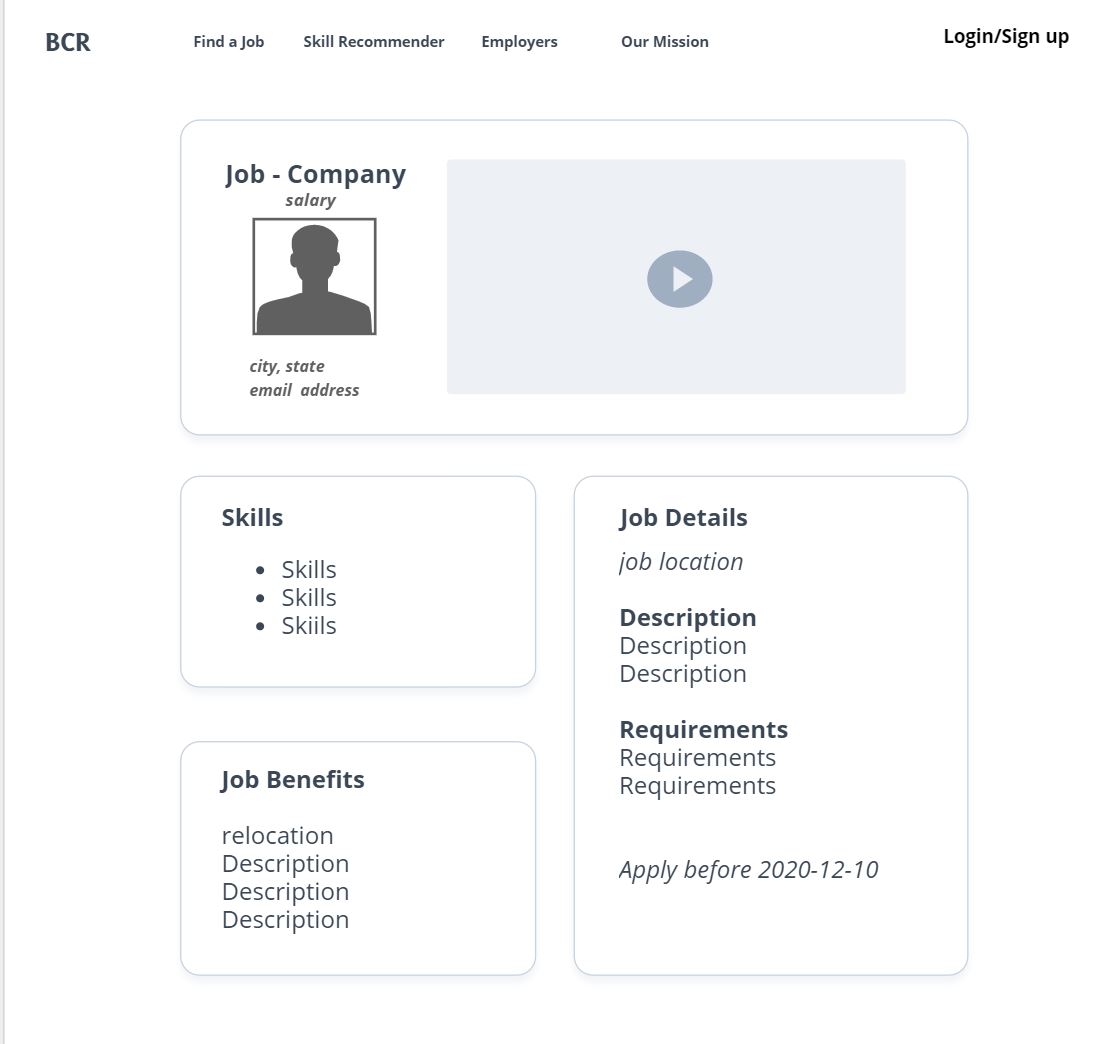 BCR
Find a Job
Skill Recommender
Employers
Our Mission
Login/Sign up
Job - Company
salary
city, state
email  address
Skills
• Skills
• Skills
• Skiils
Job Benefits
relocation
Description
Description
Description
Job Details
job location
Description
Description
Description
Requirements
Requirements
Requirements
Apply before 2020-12-10